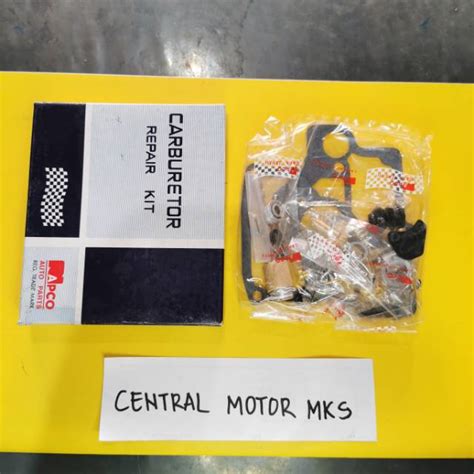 CARBURETOR
REPAIR KIT
APCO
AUTO PARTS
REG. TRADE MARK
CENTRAL MOTOR MKS